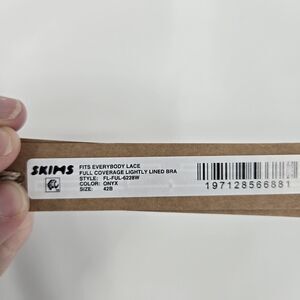 SKIMS
FITS EVERYBODY LACE
FULL COVERAGE LIGHTLY LINED BRA
STYLE: FL-FUL-6228W
COLOR: ONYX
SIZE: 42B
197128566881